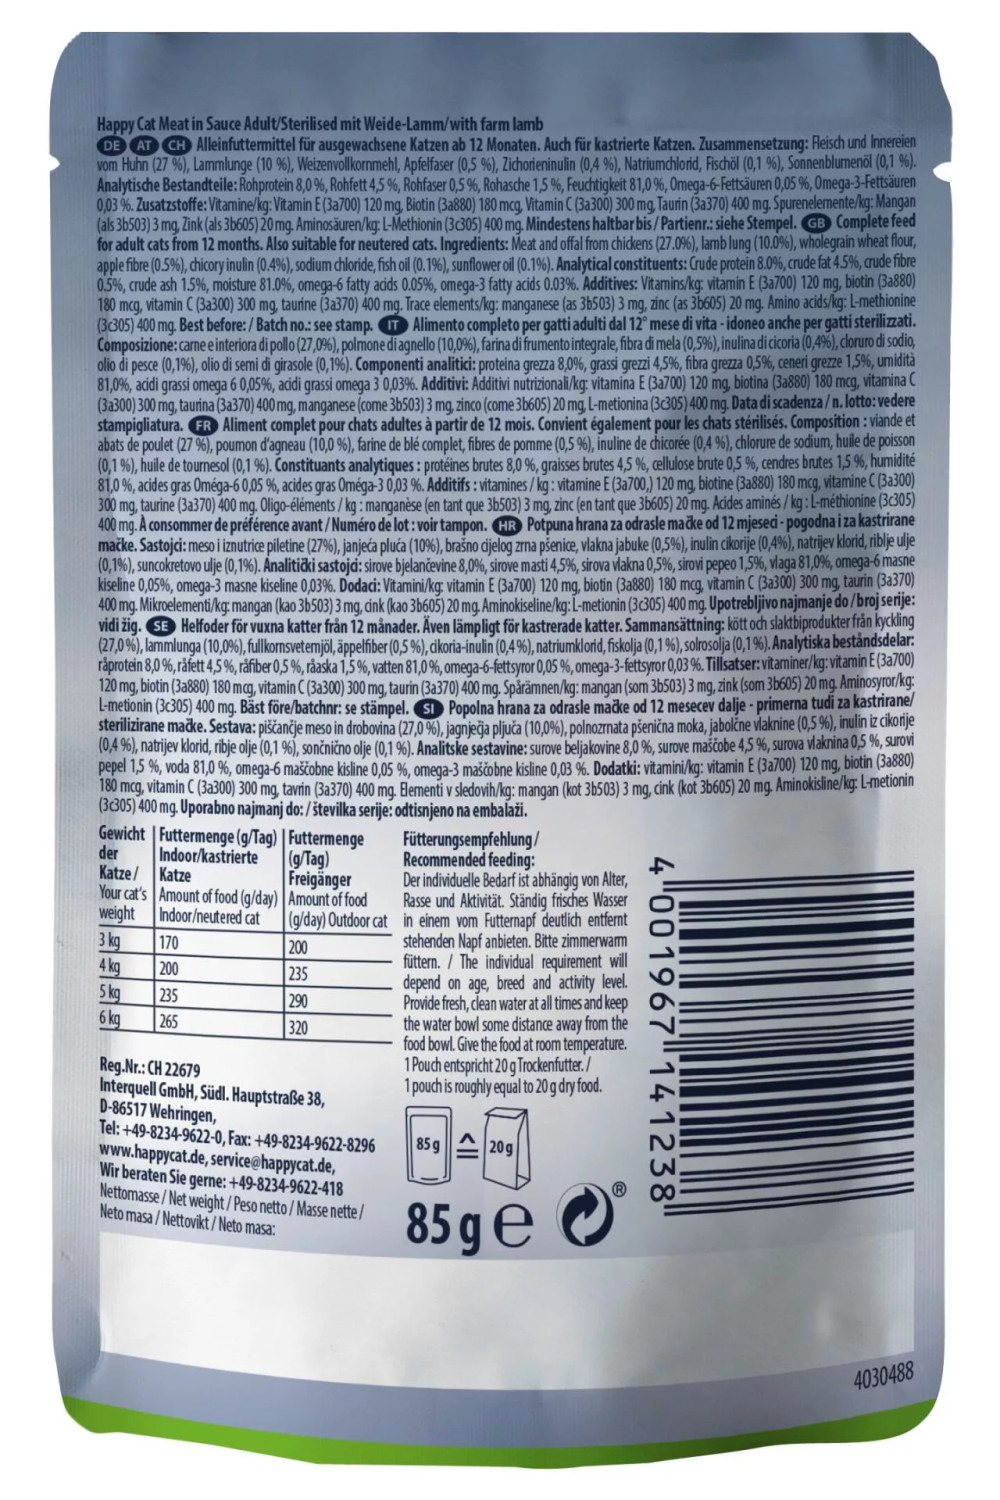 Happy Cat Meat in Sauce Adult/Sterilised mit Weide-Lamm/with farm lamb
DE AT CH Alleinfuttermittel für ausgewachsene Katzen ab 12 Monaten. Auch für kastrierte Katzen. Zusammensetzung: Fleisch und Innereien
vom Huhn (27 %), Lammlunge (10 %), Weizenvollkornmehl, Apfelfaser (0,5 %), Zichorieninulin (0,4 %), Natriumchlorid, Fischöl (0,1 %), Sonnenblumenöl (0,1 %).
Analytische Bestandteile: Rohprotein 8,0 %, Rohfett 4,5 %, Rohfaser 0,5 %, Rohasche 1,5 %, Feuchtigkeit 81,0 %, Omega-6-Fettsäuren 0,05 %, Omega-3-Fettsäuren
0,03 %. Zusatzstoffe: Vitamine/kg: Vitamin E (3a700) 120 mg, Biotin (3a880) 180 mcg, Vitamin C (3a300) 300 mg, Taurin (3a370) 400 mg. Spurenelemente/kg: Mangan
(als 3b503) 3 mg, Zink (als 3b605) 20 mg. Aminosäuren/kg: L-Methionin (3c305) 400 mg. Mindestens haltbar bis / Partienr.: siehe Stempel. GB Complete feed
for adult cats from 12 months. Also suitable for neutered cats. Ingredients: Meat and offal from chickens (27.0%), lamb lung (10.0%), wholegrain wheat flour,
apple fibre (0.5%), chicory inulin (0.4%), sodium chloride, fish oil (0.1%), sunflower oil (0.1%). Analytical constituents: Crude protein 8.0%, crude fat 4.5%, crude fibre
0.5%, crude ash 1.5%, moisture 81.0%, omega-6 fatty acids 0.05%, omega-3 fatty acids 0.03%. Additives: Vitamins/kg: vitamin E (3a700) 120 mg, biotin (3a880)
180 mcg, vitamin C (3a300) 300 mg, taurine (3a370) 400 mg. Trace elements/kg: manganese (as 3b503) 3 mg, zinc (as 3b605) 20 mg. Amino acids/kg: L-methionine
(3c305) 400 mg. Best before: / Batch no.: see stamp. IT Alimento completo per gatti adulti dal 12° mese di vita - idoneo anche per gatti sterilizzati.
Composizione: carne e interiora di pollo (27,0%), polmone di agnello (10,0%), farina di frumento integrale, fibra di mela (0,5%), inulina di cicoria (0,4%), cloruro di sodio,
olio di pesce (0,1%), olio di semi di girasole (0,1%). Componenti analitici: proteina grezza 8,0%, grassi grezzi 4,5%, fibra grezza 0,5%, ceneri grezze 1,5%, umidità
81,0%, acidi grassi omega 6 0,05%, acidi grassi omega 3 0,03%. Additivi: Additivi nutrizionali/kg: vitamina E (3a700) 120 mg, biotina (3a880) 180 mcg, vitamina C
(3a300) 300 mg, taurina (3a370) 400 mg, manganese (come 3b503) 3 mg, zinco (come 3b605) 20 mg, L-metionina (3c305) 400 mg. Data di scadenza / n. lotto: vedere
stampigliatura. FR Aliment complet pour chats adultes à partir de 12 mois. Convient également pour les chats stérilisés. Composition : viande et
abats de poulet (27 %), poumon d'agneau (10,0 %), farine de blé complet, fibres de pomme (0,5 %), inuline de chicorée (0,4 %), chlorure de sodium, huile de poisson
(0,1 %), huile de tournesol (0,1 %). Constituants analytiques : protéines brutes 8,0 %, graisses brutes 4,5 %, cellulose brute 0,5 %, cendres brutes 1,5 %, humidité
81,0 %, acides gras Oméga-6 0,05 %, acides gras Oméga-3 0,03 %. Additifs : vitamines / kg : vitamine E (3a700,) 120 mg, biotine (3a880) 180 mcg, vitamine C (3a300)
300 mg, taurine (3a370) 400 mg. Oligo-éléments / kg : manganèse (en tant que 3b503) 3 mg, zinc (en tant que 3b605) 20 mg. Acides aminés / kg : L-méthionine (3c305)
400 mg. À consommer de préférence avant / Numéro de lot : voir tampon. HR Potpuna hrana za odrasle mačke od 12 mjeseci - pogodna i za kastrirane
mačke. Sastojci: meso i iznutrice piletine (27%), janjeća pluća (10%), brašno cijelog zrna pšenice, vlakna jabuke (0,5%), inulin cikorije (0,4%), natrijev klorid, riblje ulje
(0,1%), suncokretovo ulje (0,1%). Analitički sastojci: sirove bjelančevine 8,0%, sirove masti 4,5%, sirova vlakna 0,5%, sirovi pepeo 1,5%, vlaga 81,0%, omega-6 masne
kiseline 0,05%, omega-3 masne kiseline 0,03%. Dodaci: Vitamini/kg: vitamin E (3a700) 120 mg, biotin (3a880) 180 mcg, vitamin C (3a300) 300 mg, taurin (3a370)
400 mg. Mikroelementi/kg: mangan (kao 3b503) 3 mg, cink (kao 3b605) 20 mg. Aminokiseline/kg: L-metionin (3c305) 400 mg. Upotrebljivo najmanje do / broj serije:
vidi žig. SE Helfoder för vuxna katter från 12 månader. Även lämpligt för kastrerade katter. Sammansättning: kött och slaktbiprodukter från kyckling
(27,0 %), lammlunga (10,0%), fullkornsvetemjöl, äppelfiber (0,5 %), cikoria-inulin (0,4 %), natriumklorid, fiskolja (0,1 %), solrosolja (0,1 %). Analytiska beståndsdelar:
råprotein 8,0 %, råfett 4,5 %, råfiber 0,5 %, råaska 1,5 %, vatten 81,0 %, omega-6-fettsyror 0,05 %, omega-3-fettsyror 0,03 %. Tillsatser: vitaminer/kg: vitamin E (3a700)
120 mg, biotin (3a880) 180 mcg, vitamin C (3a300) 300 mg, taurin (3a370) 400 mg. Spårämnen/kg: mangan (som 3b503) 3 mg, zink (som 3b605) 20 mg. Aminosyror/kg:
L-metionin (3c305) 400 mg. Bäst före/batchnr: se stämpel. SI Popolna hrana za odrasle mačke od 12 mesecev dalje - primerna tudi za kastrirane/
sterilizirane mačke. Sestava: piščančje meso in drobovina (27,0 %), jagnječja pljuča (10,0%), polnozrnata pšenična moka, jabolčne vlaknine (0,5 %), inulin iz cikorije
(0,4 %), natrijev klorid, ribje olje (0,1 %), sončnično olje (0,1 %). Analitske sestavine: surove beljakovine 8,0 %, surove maščobe 4,5 %, surova vlaknina 0,5 %, surovi
pepel 1,5 %, voda 81,0 %, omega-6 maščobne kisline 0,05 %, omega-3 maščobne kisline 0,03 %. Dodatki: vitamini/kg: vitamin E (3a700) 120 mg, biotin (3a880)
180 mcg, vitamin C (3a300) 300 mg, tavrin (3a370) 400 mg. Elementi v sledovih/kg: mangan (kot 3b503) 3 mg, cink (kot 3b605) 20 mg. Aminokisline/kg: L-metionin
(3c305) 400 mg. Uporabno najmanj do: / številka serije: odtisnjeno na embalaži.
Gewicht der Katze / Your cat's weight
Futtermenge (g/Tag) Indoor/kastrierte Katze Amount of food (g/day) Indoor/neutered cat
Futtermenge (g/Tag) Freigänger Amount of food (g/day) Outdoor cat
3 kg 170 200
4 kg 200 235
5 kg 235 290
6 kg 265 320
Fütterungsempfehlung /
Recommended feeding:
Der individuelle Bedarf ist abhängig von Alter,
Rasse und Aktivität. Ständig frisches Wasser
in einem vom Futternapf deutlich entfernt
stehenden Napf anbieten. Bitte zimmerwarm
füttern. / The individual requirement will
depend on age, breed and activity level.
Provide fresh, clean water at all times and keep
the water bowl some distance away from the
food bowl. Give the food at room temperature.
1 Pouch entspricht 20 g Trockenfutter. /
1 pouch is roughly equal to 20 g dry food.
85 g ≙ 20 g
85 g ℮
®
4 001967 141238
Reg.Nr.: CH 22679
Interquell GmbH, Südl. Hauptstraße 38,
D-86517 Wehringen,
Tel: +49-8234-9622-0, Fax: +49-8234-9622-8296
www.happycat.de, service@happycat.de,
Wir beraten Sie gerne: +49-8234-9622-418
Nettomasse / Net weight / Peso netto / Masse nette /
Neto masa / Nettovikt / Neto masa:
4030488